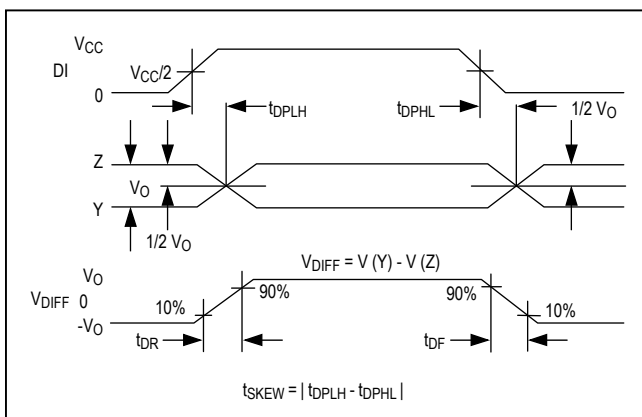 VCC
DI
VCC/2
0
tDPLH
tDPHL
1/2 VO
Z
VO
Y
1/2 VO
VDIFF = V (Y) - V (Z)
VO
VDIFF 0
-VO
10%
90%
90%
10%
tDR
tDF
tSKEW = | tDPLH - tDPHL |